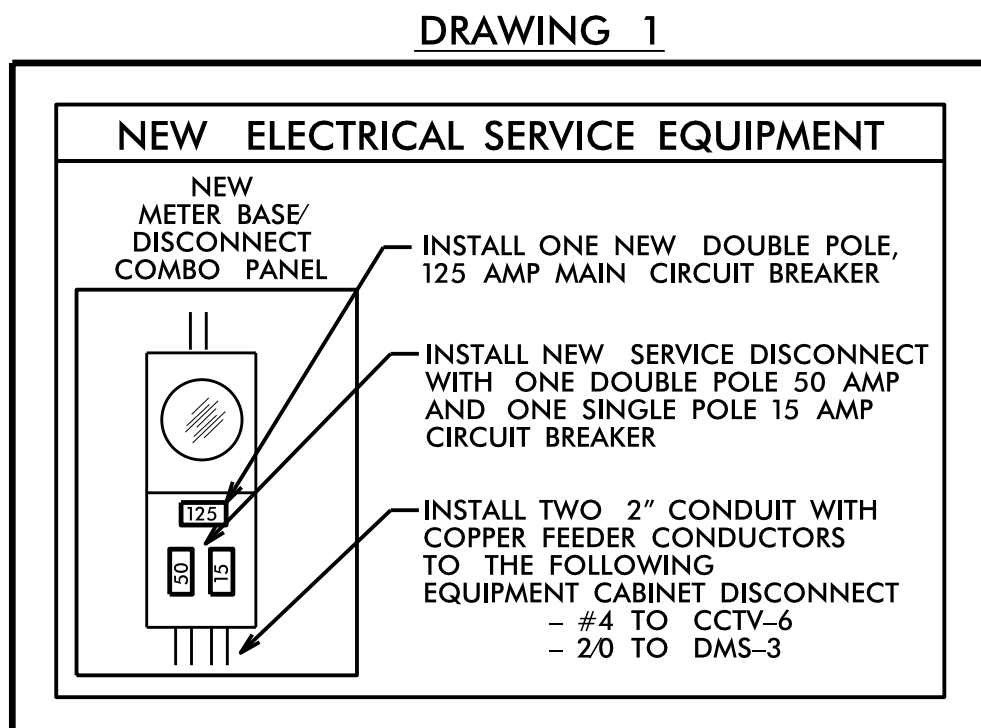 DRAWING 1
NEW ELECTRICAL SERVICE EQUIPMENT
NEW
METER BASE/
DISCONNECT
COMBO PANEL
INSTALL ONE NEW DOUBLE POLE,
125 AMP MAIN CIRCUIT BREAKER
INSTALL NEW SERVICE DISCONNECT
WITH ONE DOUBLE POLE 50 AMP
AND ONE SINGLE POLE 15 AMP
CIRCUIT BREAKER
125
50
15
INSTALL TWO 2" CONDUIT WITH
COPPER FEEDER CONDUCTORS
TO THE FOLLOWING
EQUIPMENT CABINET DISCONNECT
– #4 TO CCTV–6
– 2/0 TO DMS–3